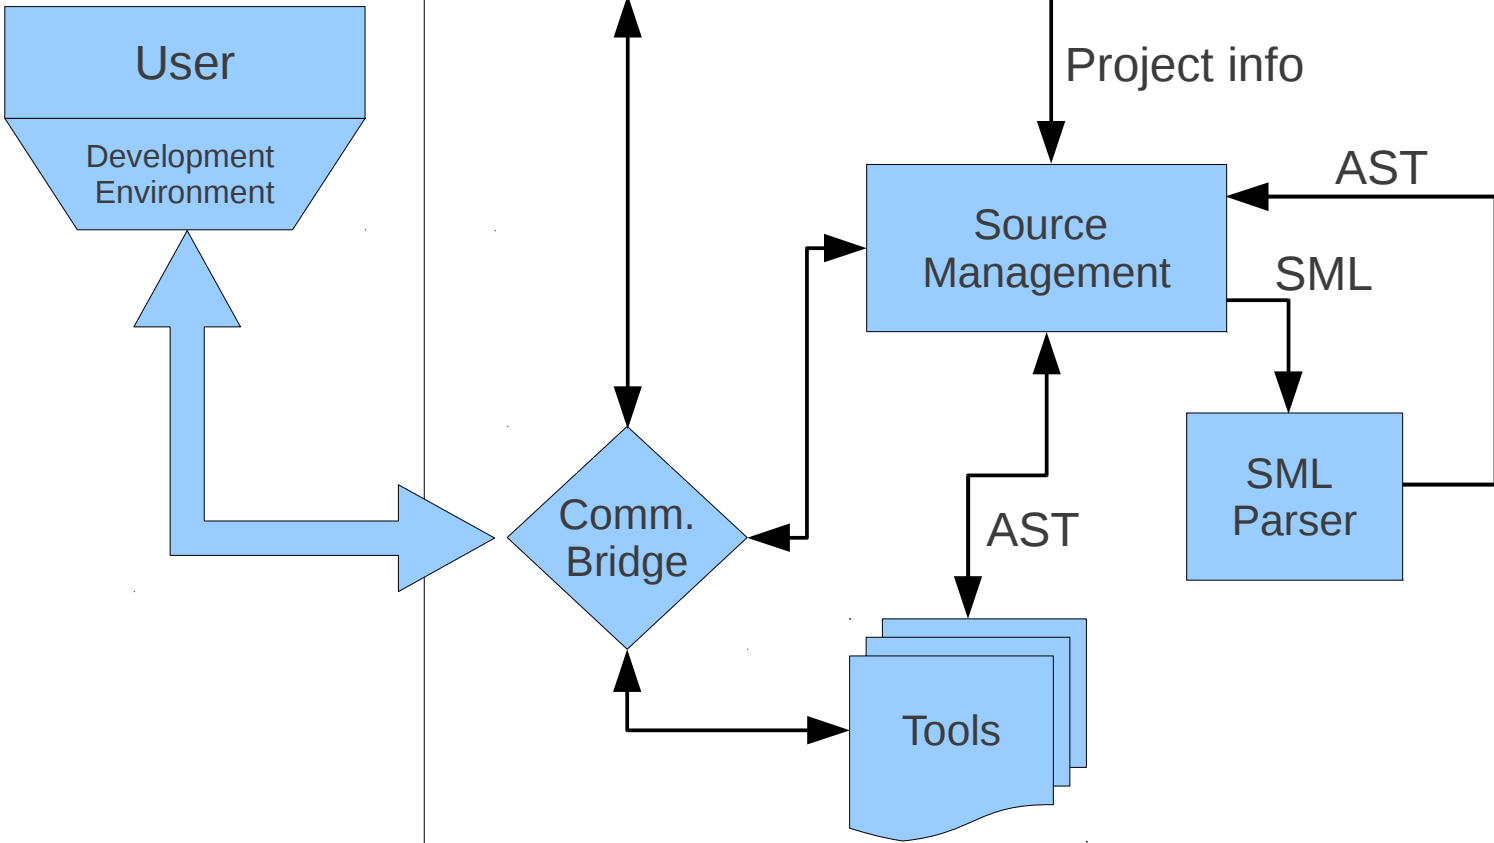 User
Development
Environment
Project info
AST
Source
Management
SML
SML
Parser
Comm.
Bridge
AST
Tools